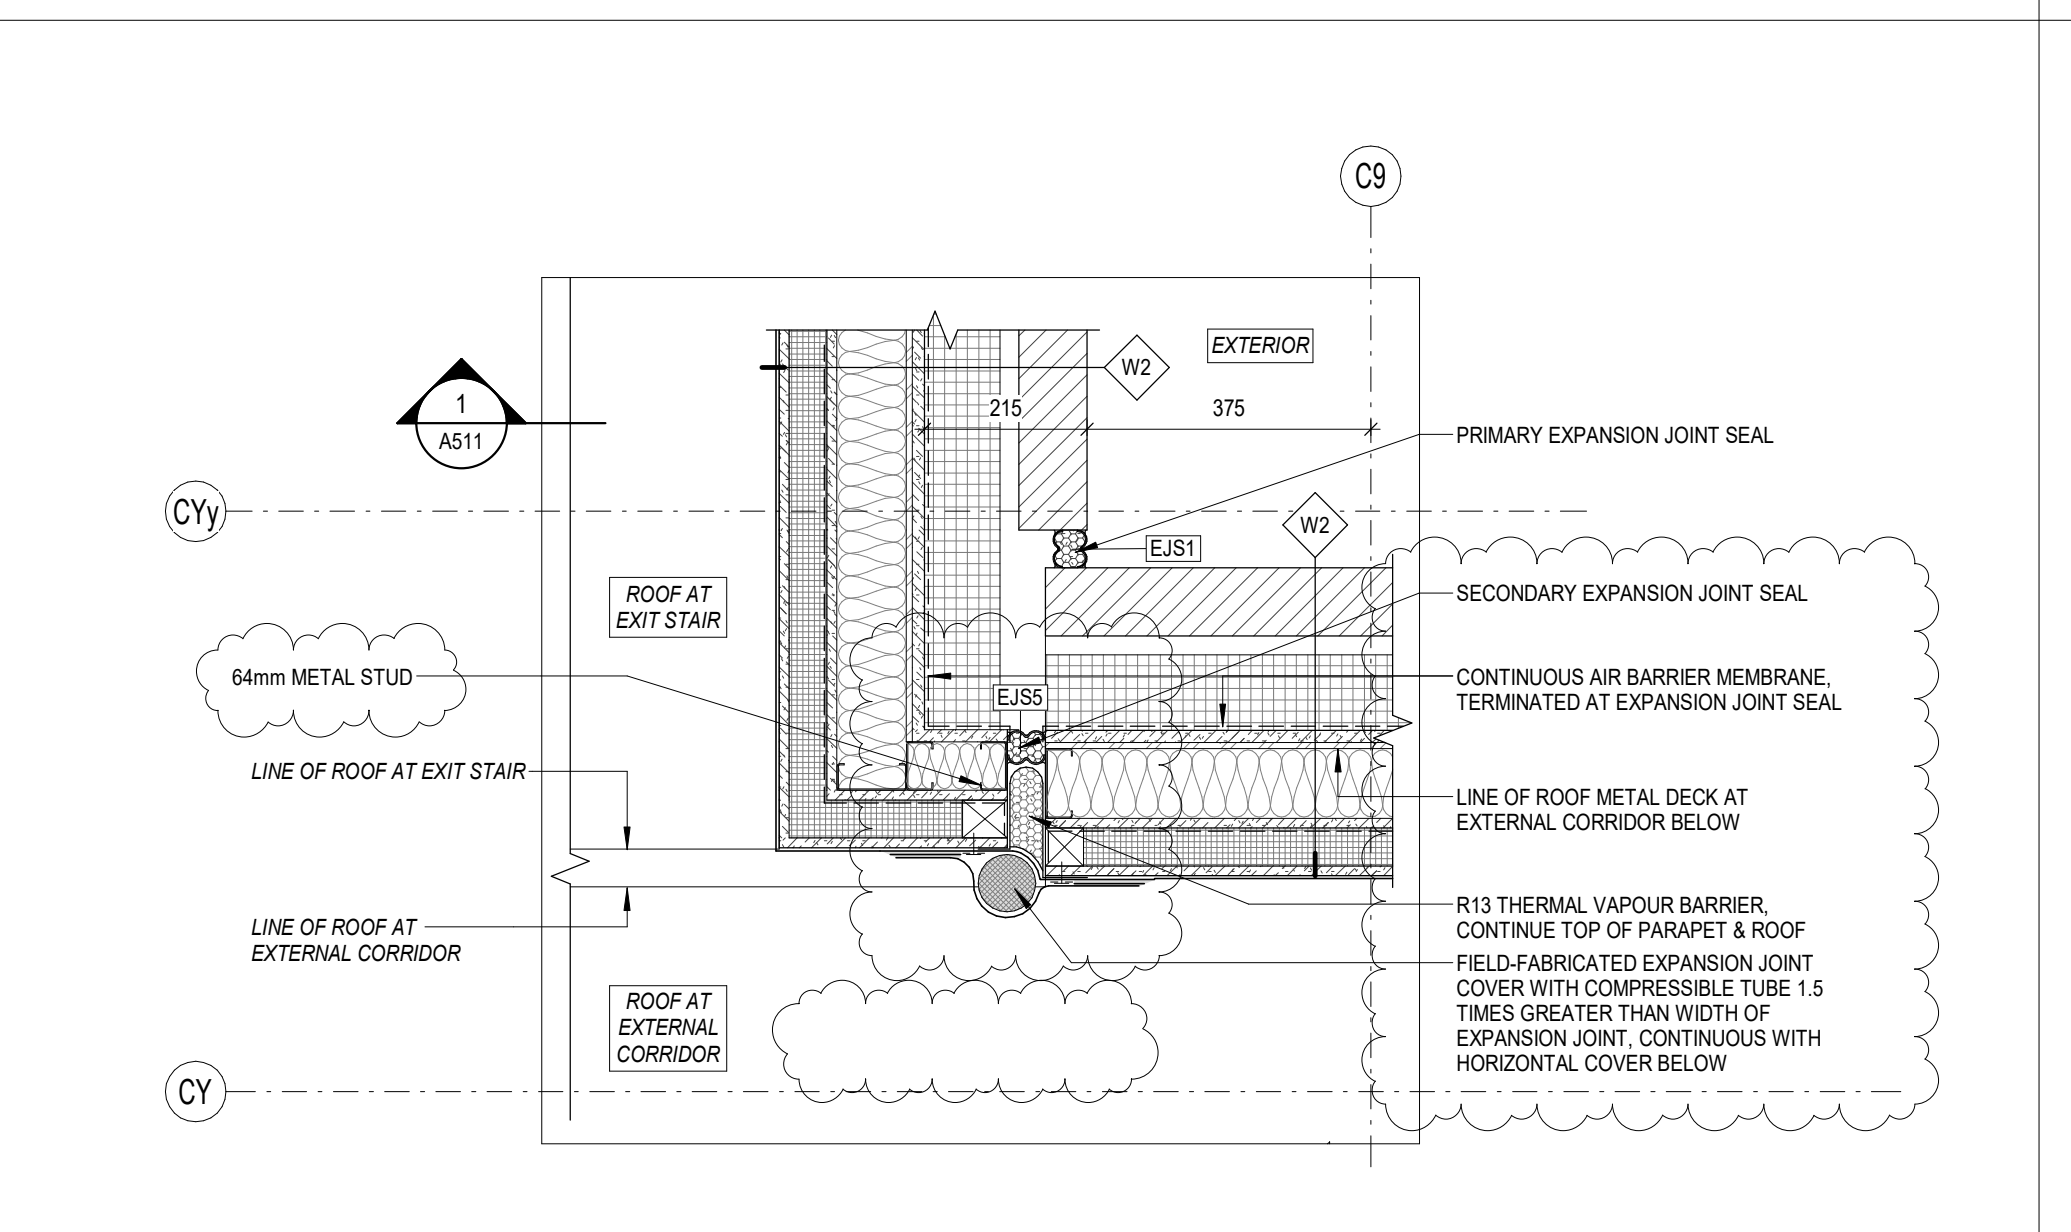 C9
EXTERIOR
W2
215
375
1
A511
PRIMARY EXPANSION JOINT SEAL
CYy
W2
EJS1
ROOF AT
EXIT STAIR
SECONDARY EXPANSION JOINT SEAL
64mm METAL STUD
EJS5
CONTINUOUS AIR BARRIER MEMBRANE,
TERMINATED AT EXPANSION JOINT SEAL
LINE OF ROOF AT EXIT STAIR
LINE OF ROOF METAL DECK AT
EXTERNAL CORRIDOR BELOW
LINE OF ROOF AT
EXTERNAL CORRIDOR
R13 THERMAL VAPOUR BARRIER,
CONTINUE TOP OF PARAPET & ROOF
FIELD-FABRICATED EXPANSION JOINT
COVER WITH COMPRESSIBLE TUBE 1.5
TIMES GREATER THAN WIDTH OF
EXPANSION JOINT, CONTINUOUS WITH
HORIZONTAL COVER BELOW
ROOF AT
EXTERNAL
CORRIDOR
CY